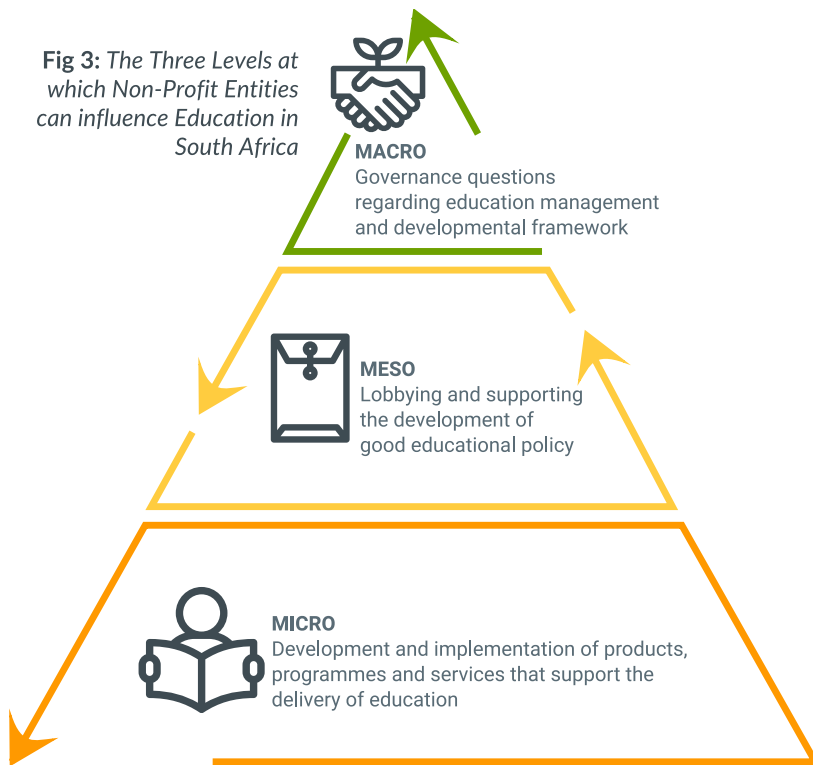 Fig 3: The Three Levels at
which Non-Profit Entities
can influence Education in
South Africa
MACRO
Governance questions
regarding education management
and developmental framework
MESO
Lobbying and supporting
the development of
good educational policy
MICRO
Development and implementation of products,
programmes and services that support the
delivery of education